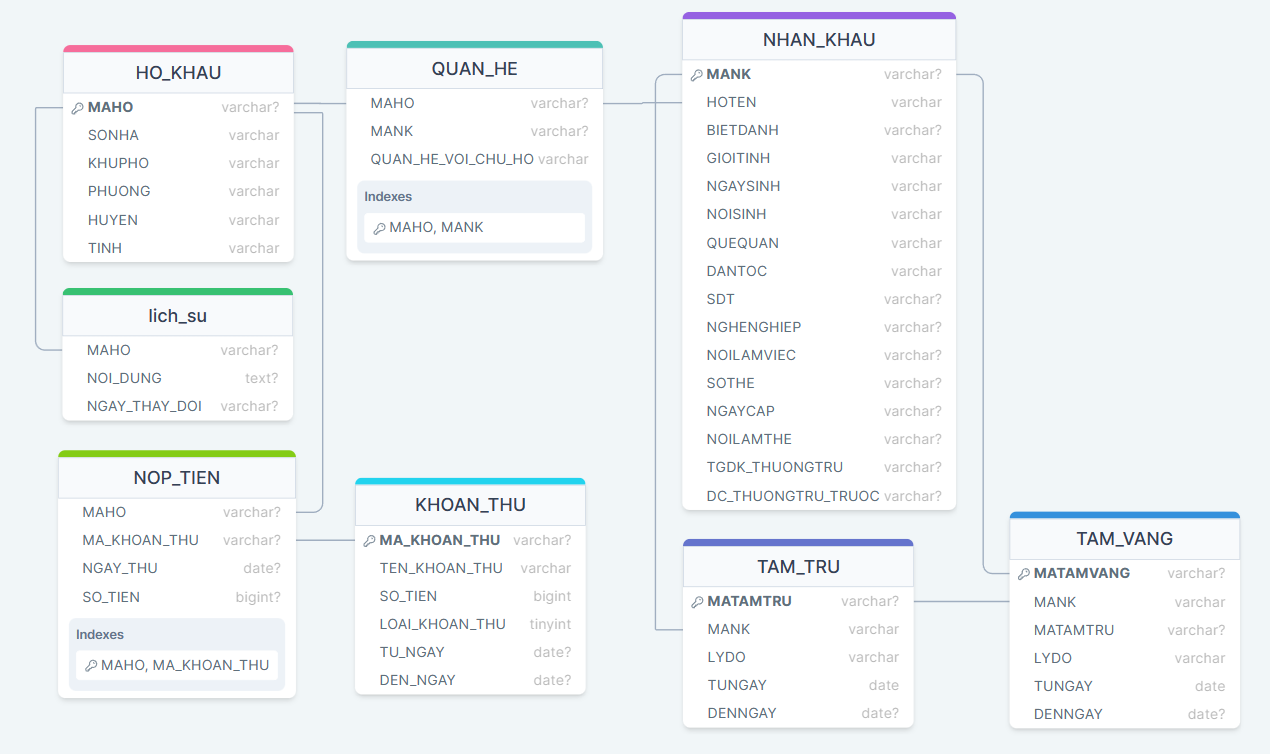 HO_KHAU
MAHO varchar?
SONHA varchar
KHUPHO varchar
PHUONG varchar
HUYEN varchar
TINH varchar
QUAN_HE
MAHO varchar?
MANK varchar?
QUAN_HE_VOI_CHU_HO varchar
Indexes
MAHO, MANK
NHAN_KHAU
MANK varchar?
HOTEN varchar
BIETDANH varchar?
GIOITINH varchar
NGAYSINH varchar
NOISINH varchar
QUEQUAN varchar
DANTOC varchar
SDT varchar?
NGHENGHIEP varchar?
NOILAMVIEC varchar?
SOTHE varchar?
NGAYCAP varchar?
NOILAMTHE varchar?
TGDK_THUONGTRU varchar?
DC_THUONGTRU_TRUOC varchar?
lich_su
MAHO varchar?
NOI_DUNG text?
NGAY_THAY_DOI varchar?
NOP_TIEN
MAHO varchar?
MA_KHOAN_THU varchar?
NGAY_THU date?
SO_TIEN bigint?
Indexes
MAHO, MA_KHOAN_THU
KHOAN_THU
MA_KHOAN_THU varchar?
TEN_KHOAN_THU varchar
SO_TIEN bigint
LOAI_KHOAN_THU tinyint
TU_NGAY date?
DEN_NGAY date?
TAM_TRU
MATAMTRU varchar?
MANK varchar
LYDO varchar
TUNGAY date
DENNGAY date?
TAM_VANG
MATAMVANG varchar?
MANK varchar
MATAMTRU varchar?
LYDO varchar
TUNGAY date
DENNGAY date?